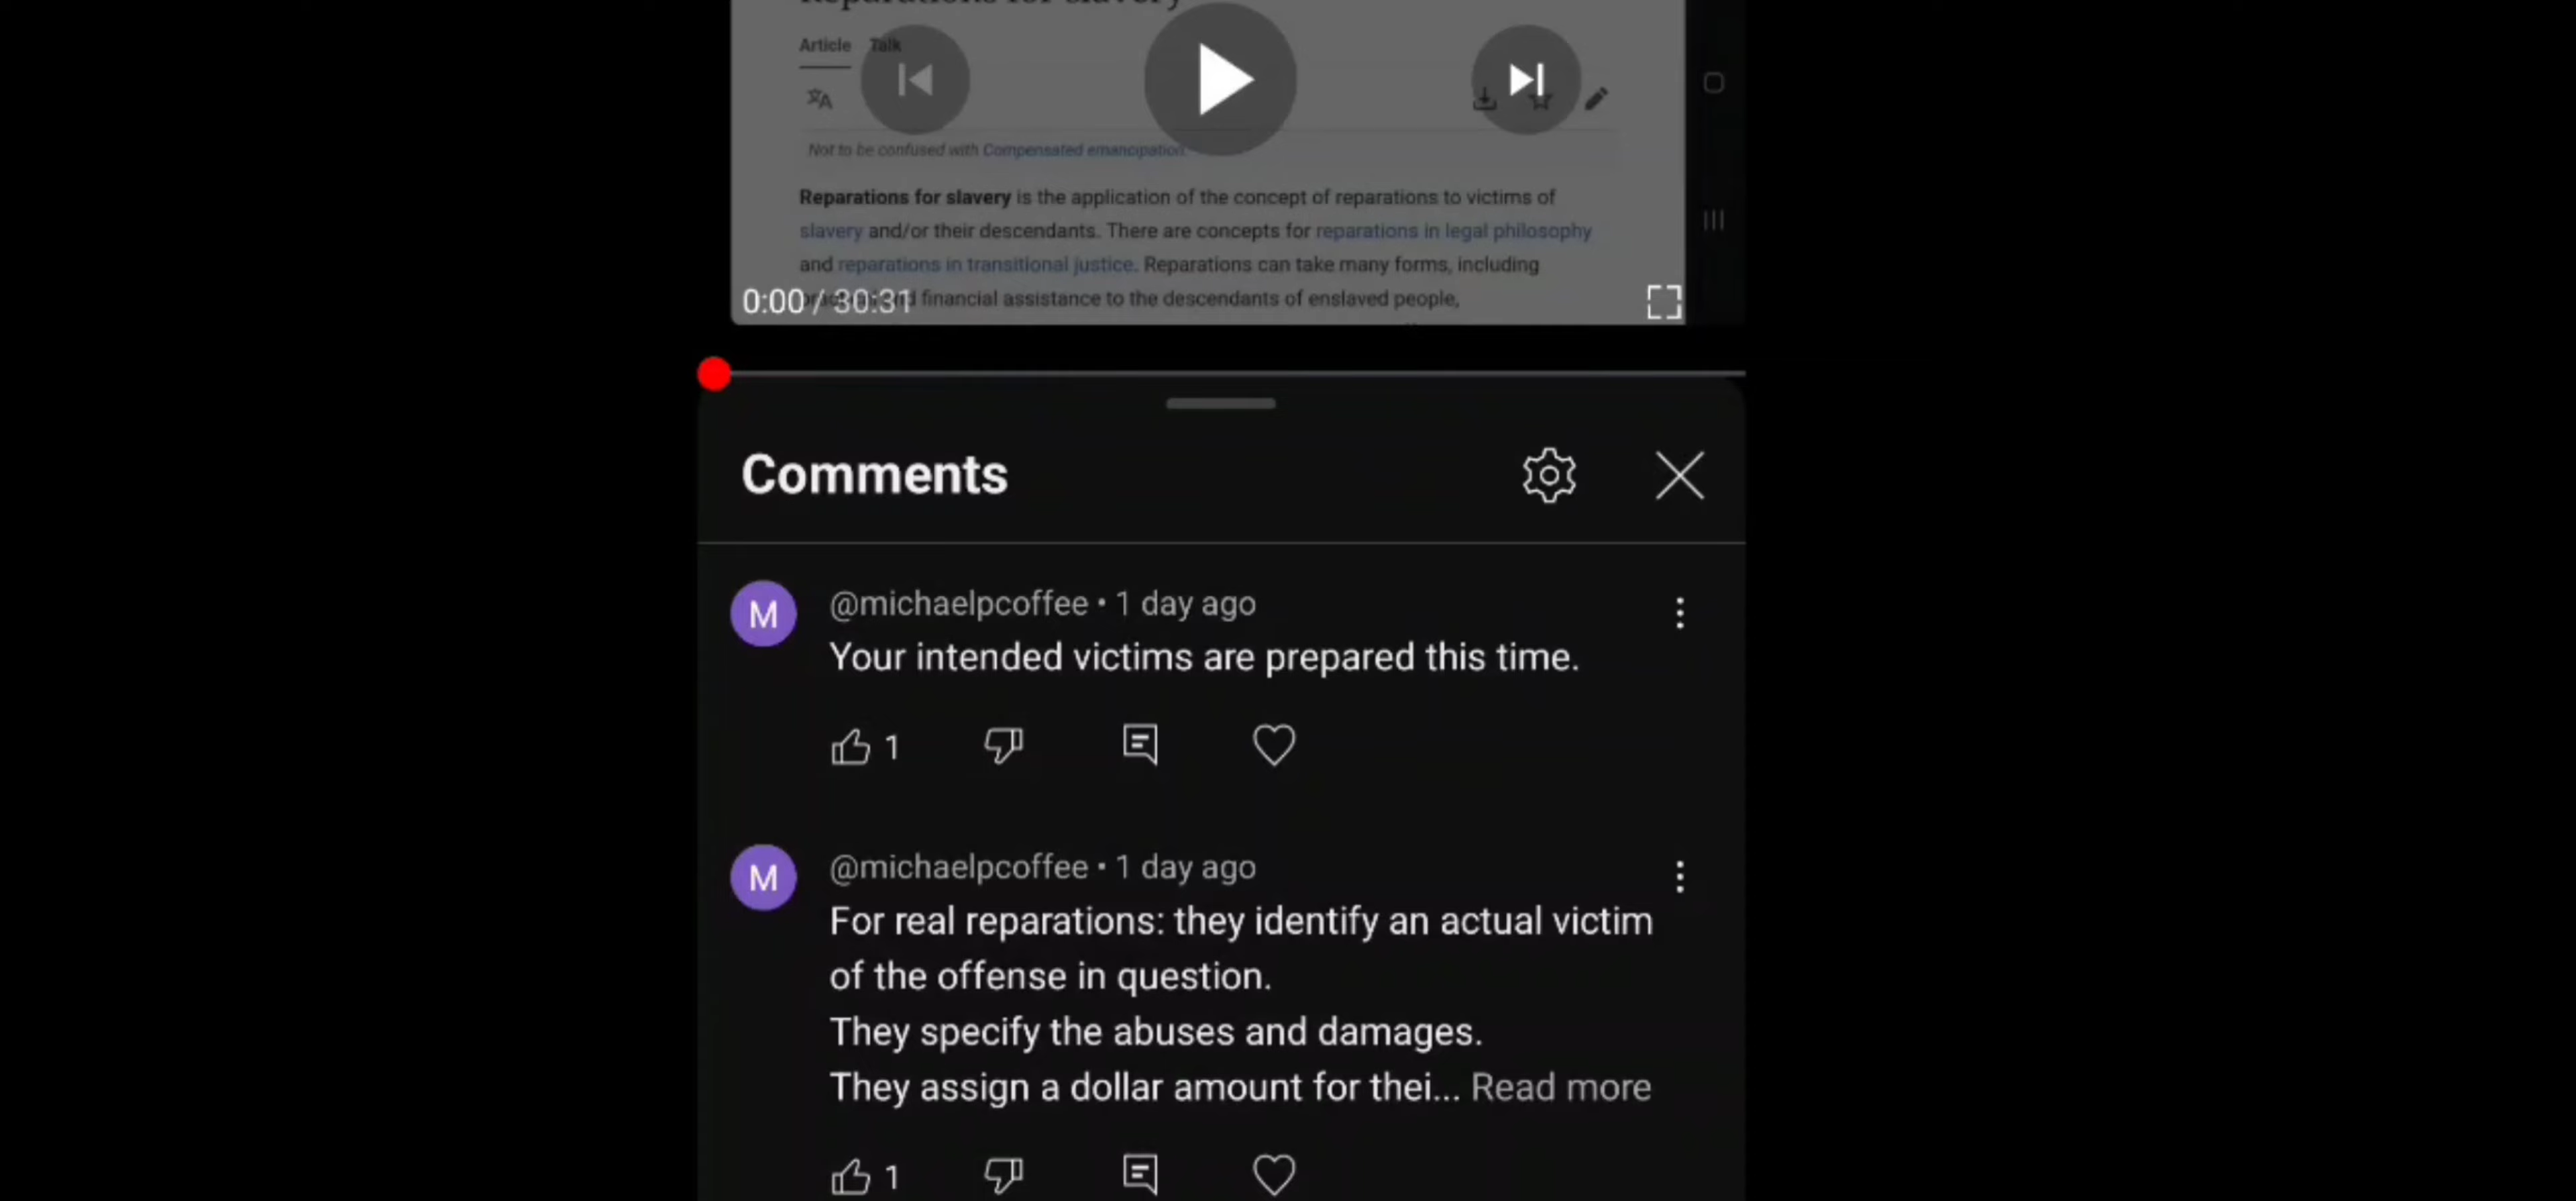 Reparations for slavery
Article Talk
Not to be confused with Compensated emancipation.
Reparations for slavery is the application of the concept of reparations to victims of
slavery and/or their descendants. There are concepts for reparations in legal philosophy
and reparations in transitional justice. Reparations can take many forms, including
0:00 / 30:31
financial assistance to the descendants of enslaved people,
Comments
M
@michaelpcoffee • 1 day ago
Your intended victims are prepared this time.
1
M
@michaelpcoffee • 1 day ago
For real reparations: they identify an actual victim
of the offense in question.
They specify the abuses and damages.
They assign a dollar amount for thei... Read more
1